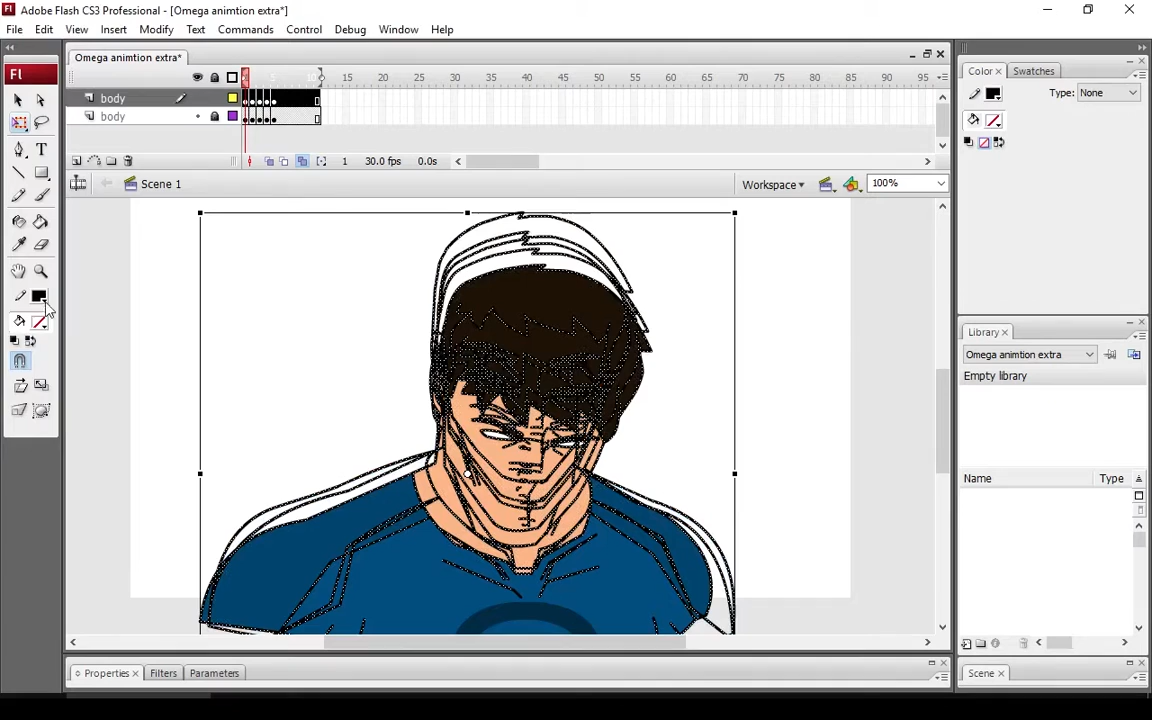 Fl Adobe Flash CS3 Professional - [Omega animtion extra*]
File Edit View Insert Modify Text Commands Control Debug Window Help
Fl
Omega animtion extra*
5 10 15 20 25 30 35 40 45 50 55 60 65 70 75 80 85 90 95
body
body
1 30.0 fps 0.0s
Scene 1
Workspace 100%
Color Swatches
Type: None
Library
Omega animtion extra
Empty library
Name Type
Properties Filters Parameters
Scene